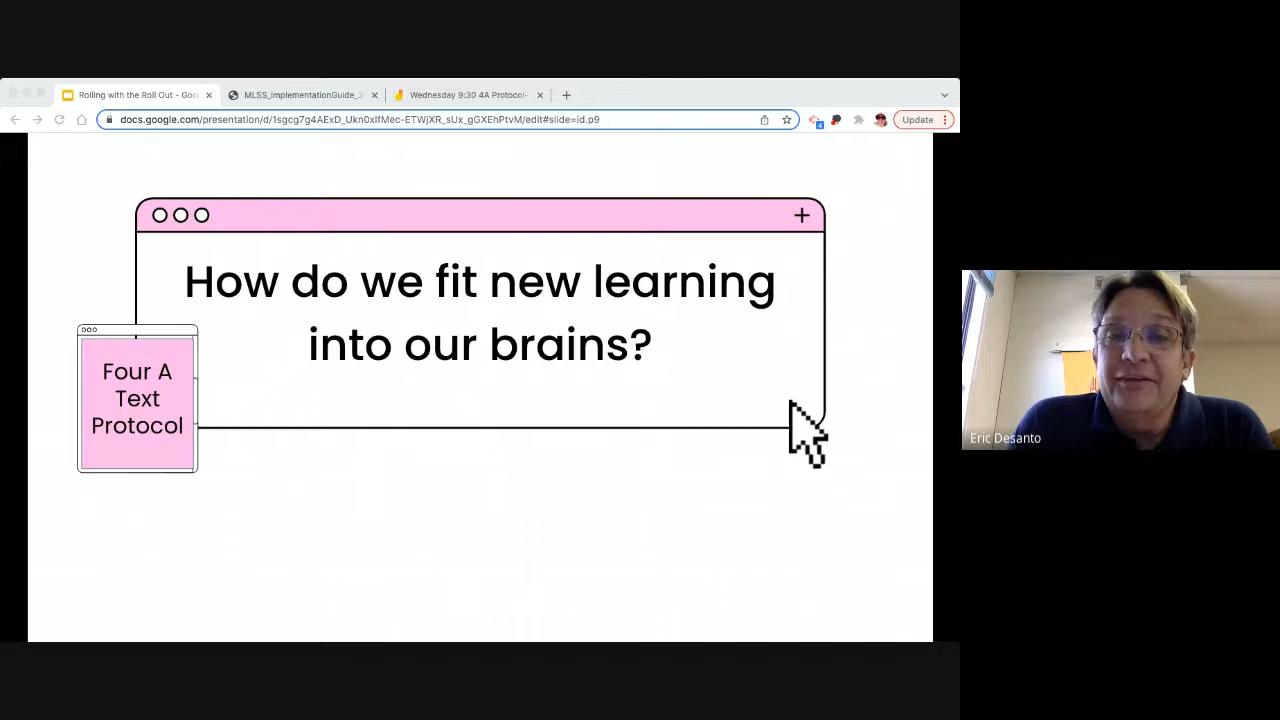 Rolling with the Roll Out - Goo
MLSS_ImplementationGuide_2
Wednesday 9:30 4A Protocol-
docs.google.com/presentation/d/1sgcg7g4AExD_Ukn0xIfMec-ETWjXR_sUx_gGXEhPtvM/edit#slide=id.p9
4
Update
How do we fit new learning
into our brains?
Four A
Text
Protocol
Eric Desanto